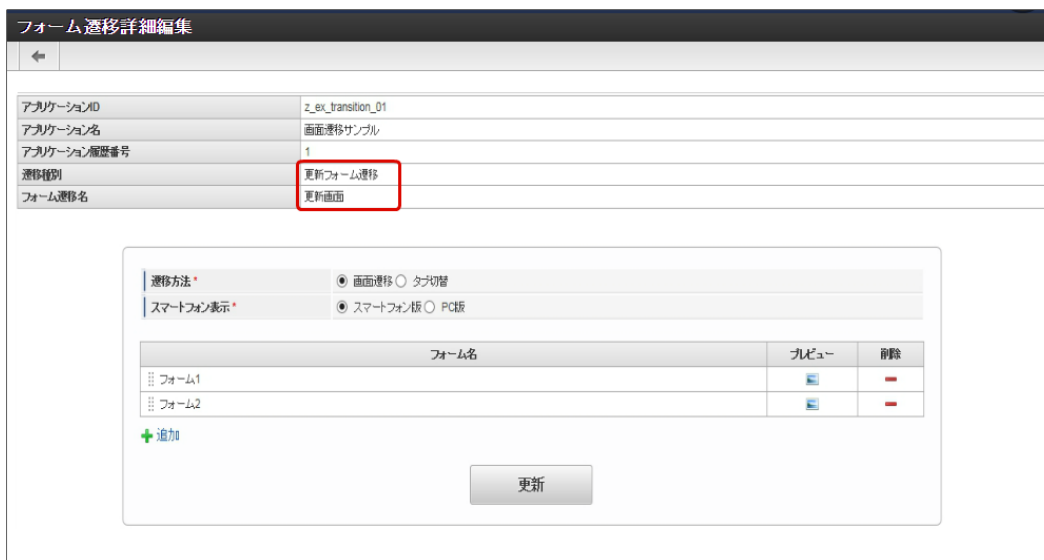 フォーム遷移詳細編集
アプリケーションID z_ex_transition_01
アプリケーション名 画面遷移サンプル
アプリケーション履歴番号 1
遷移種別 更新フォーム遷移
フォーム遷移名 更新画面
遷移方法* 画面遷移 タブ切替
スマートフォン表示* スマートフォン版 PC版
フォーム名 プレビュー 削除
フォーム1
フォーム2
追加
更新